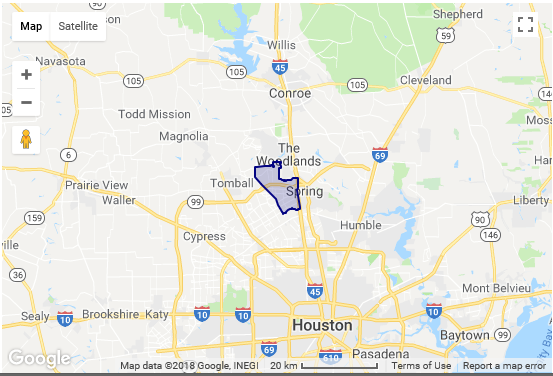 Map
Satellite
Shepherd
59
Willis
45
Navasota
105
105
Conroe
Cleveland
105
105
146
Todd Mission
Magnolia
The
Woodlands
69
6
Prairie View
Tomball
Spring
Waller
99
Liberty
159
90
Humble
146
Cypress
36
Mont Belvieu
45
Sealy
10
Brookshire
Katy
10
10
Houston
10
Baytown
69
610
Pasadena
Google
Map data ©2018 Google, INEGI
20 km
Terms of Use
Report a map error